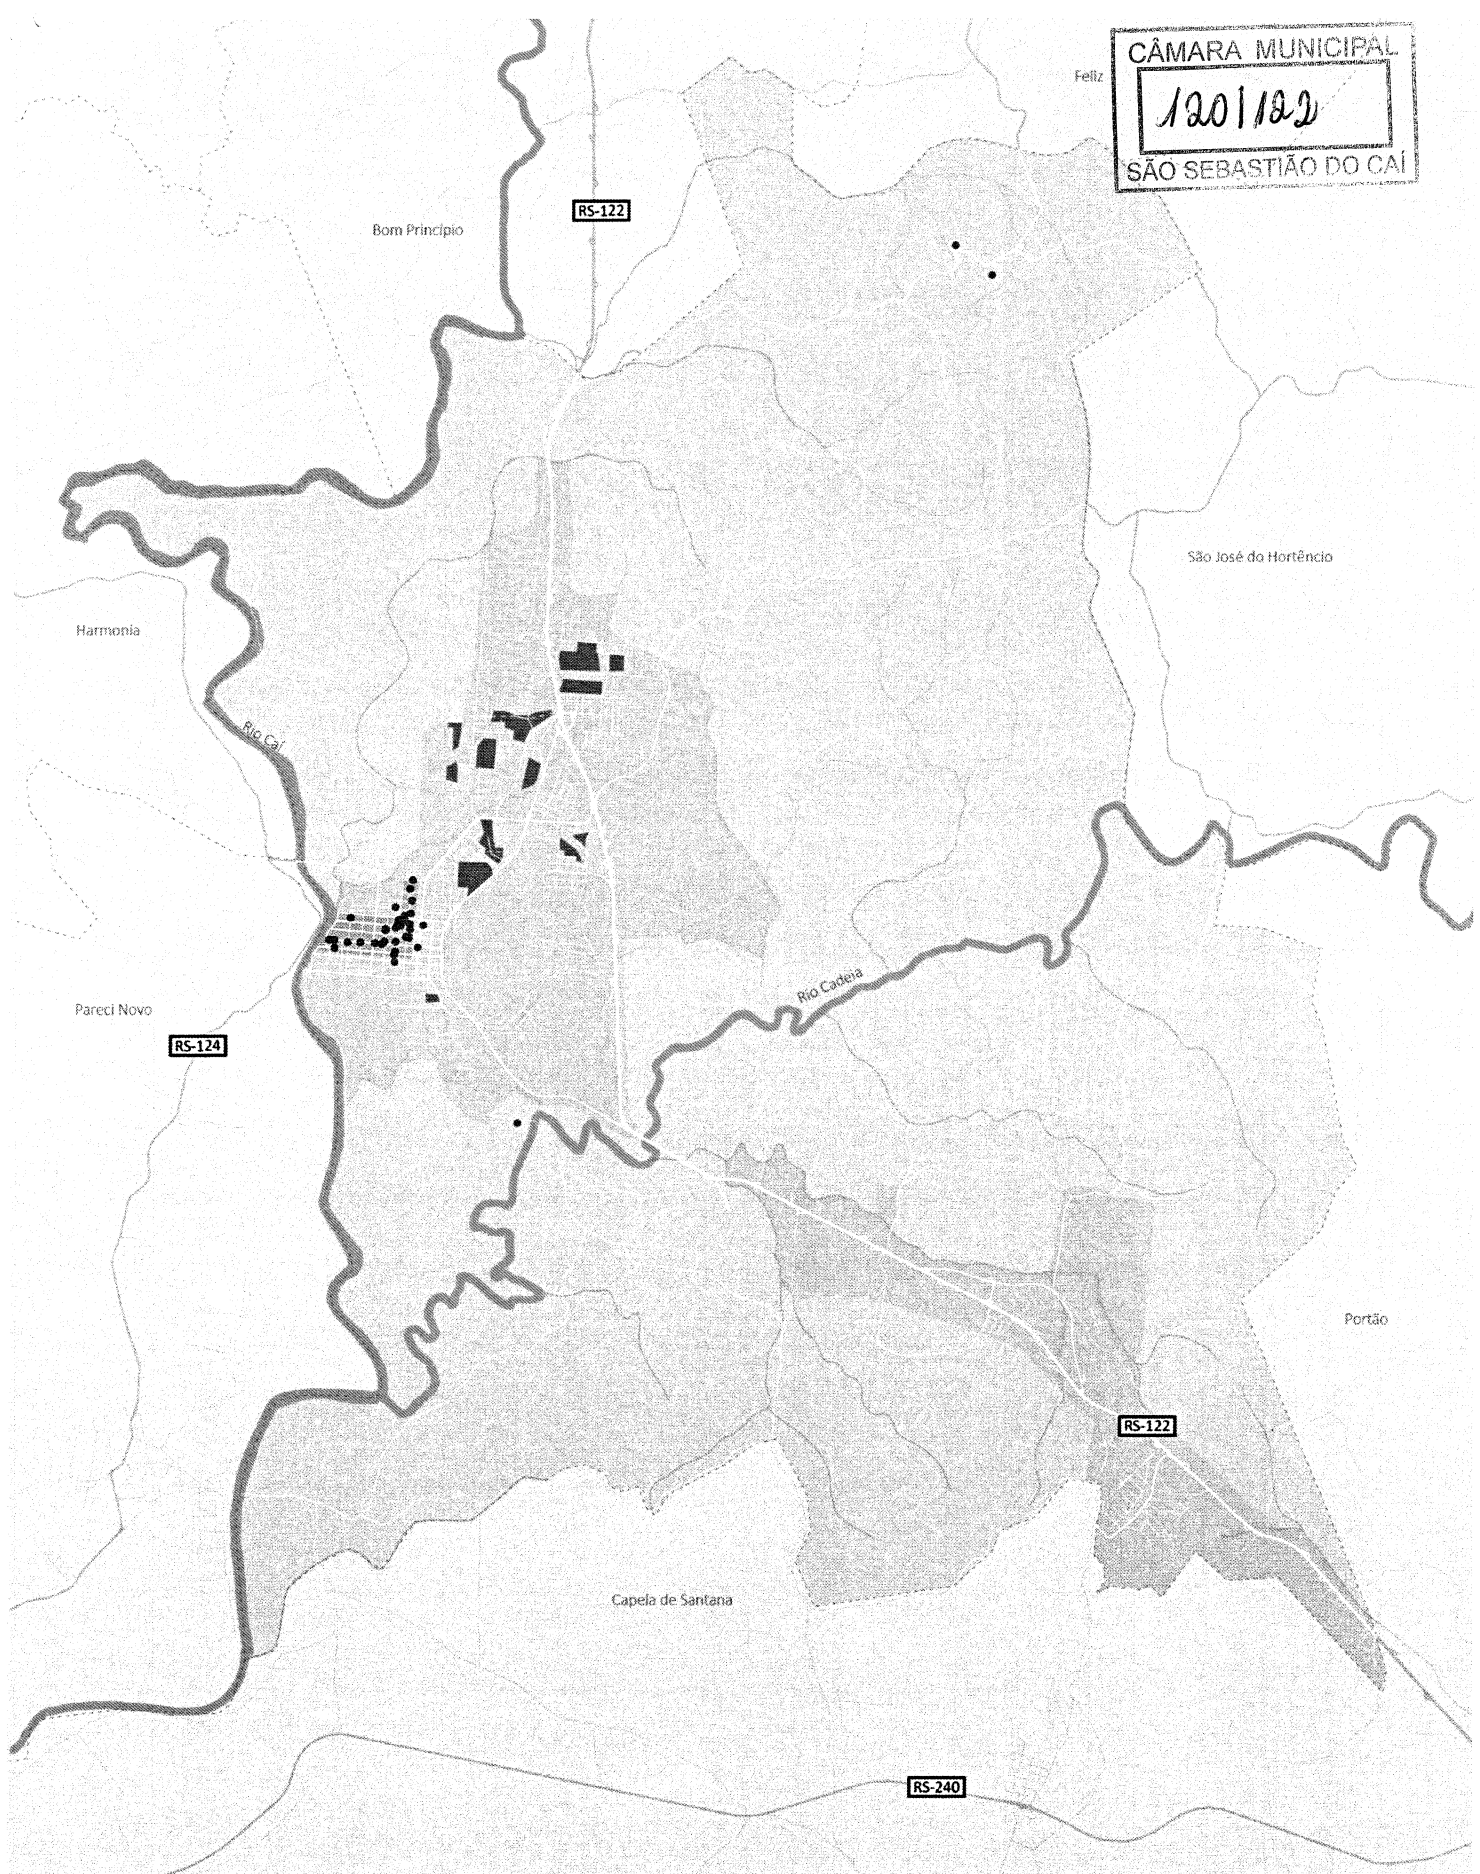 CÂMARA MUNICIPAL
120/122
SÃO SEBASTIÃO DO CAÍ
Feliz
RS-122
Bom Princípio
São José do Hortêncio
Harmonia
Rio Caí
Rio Cadeia
Pareci Novo
RS-124
Portão
RS-122
Capela de Santana
RS-240